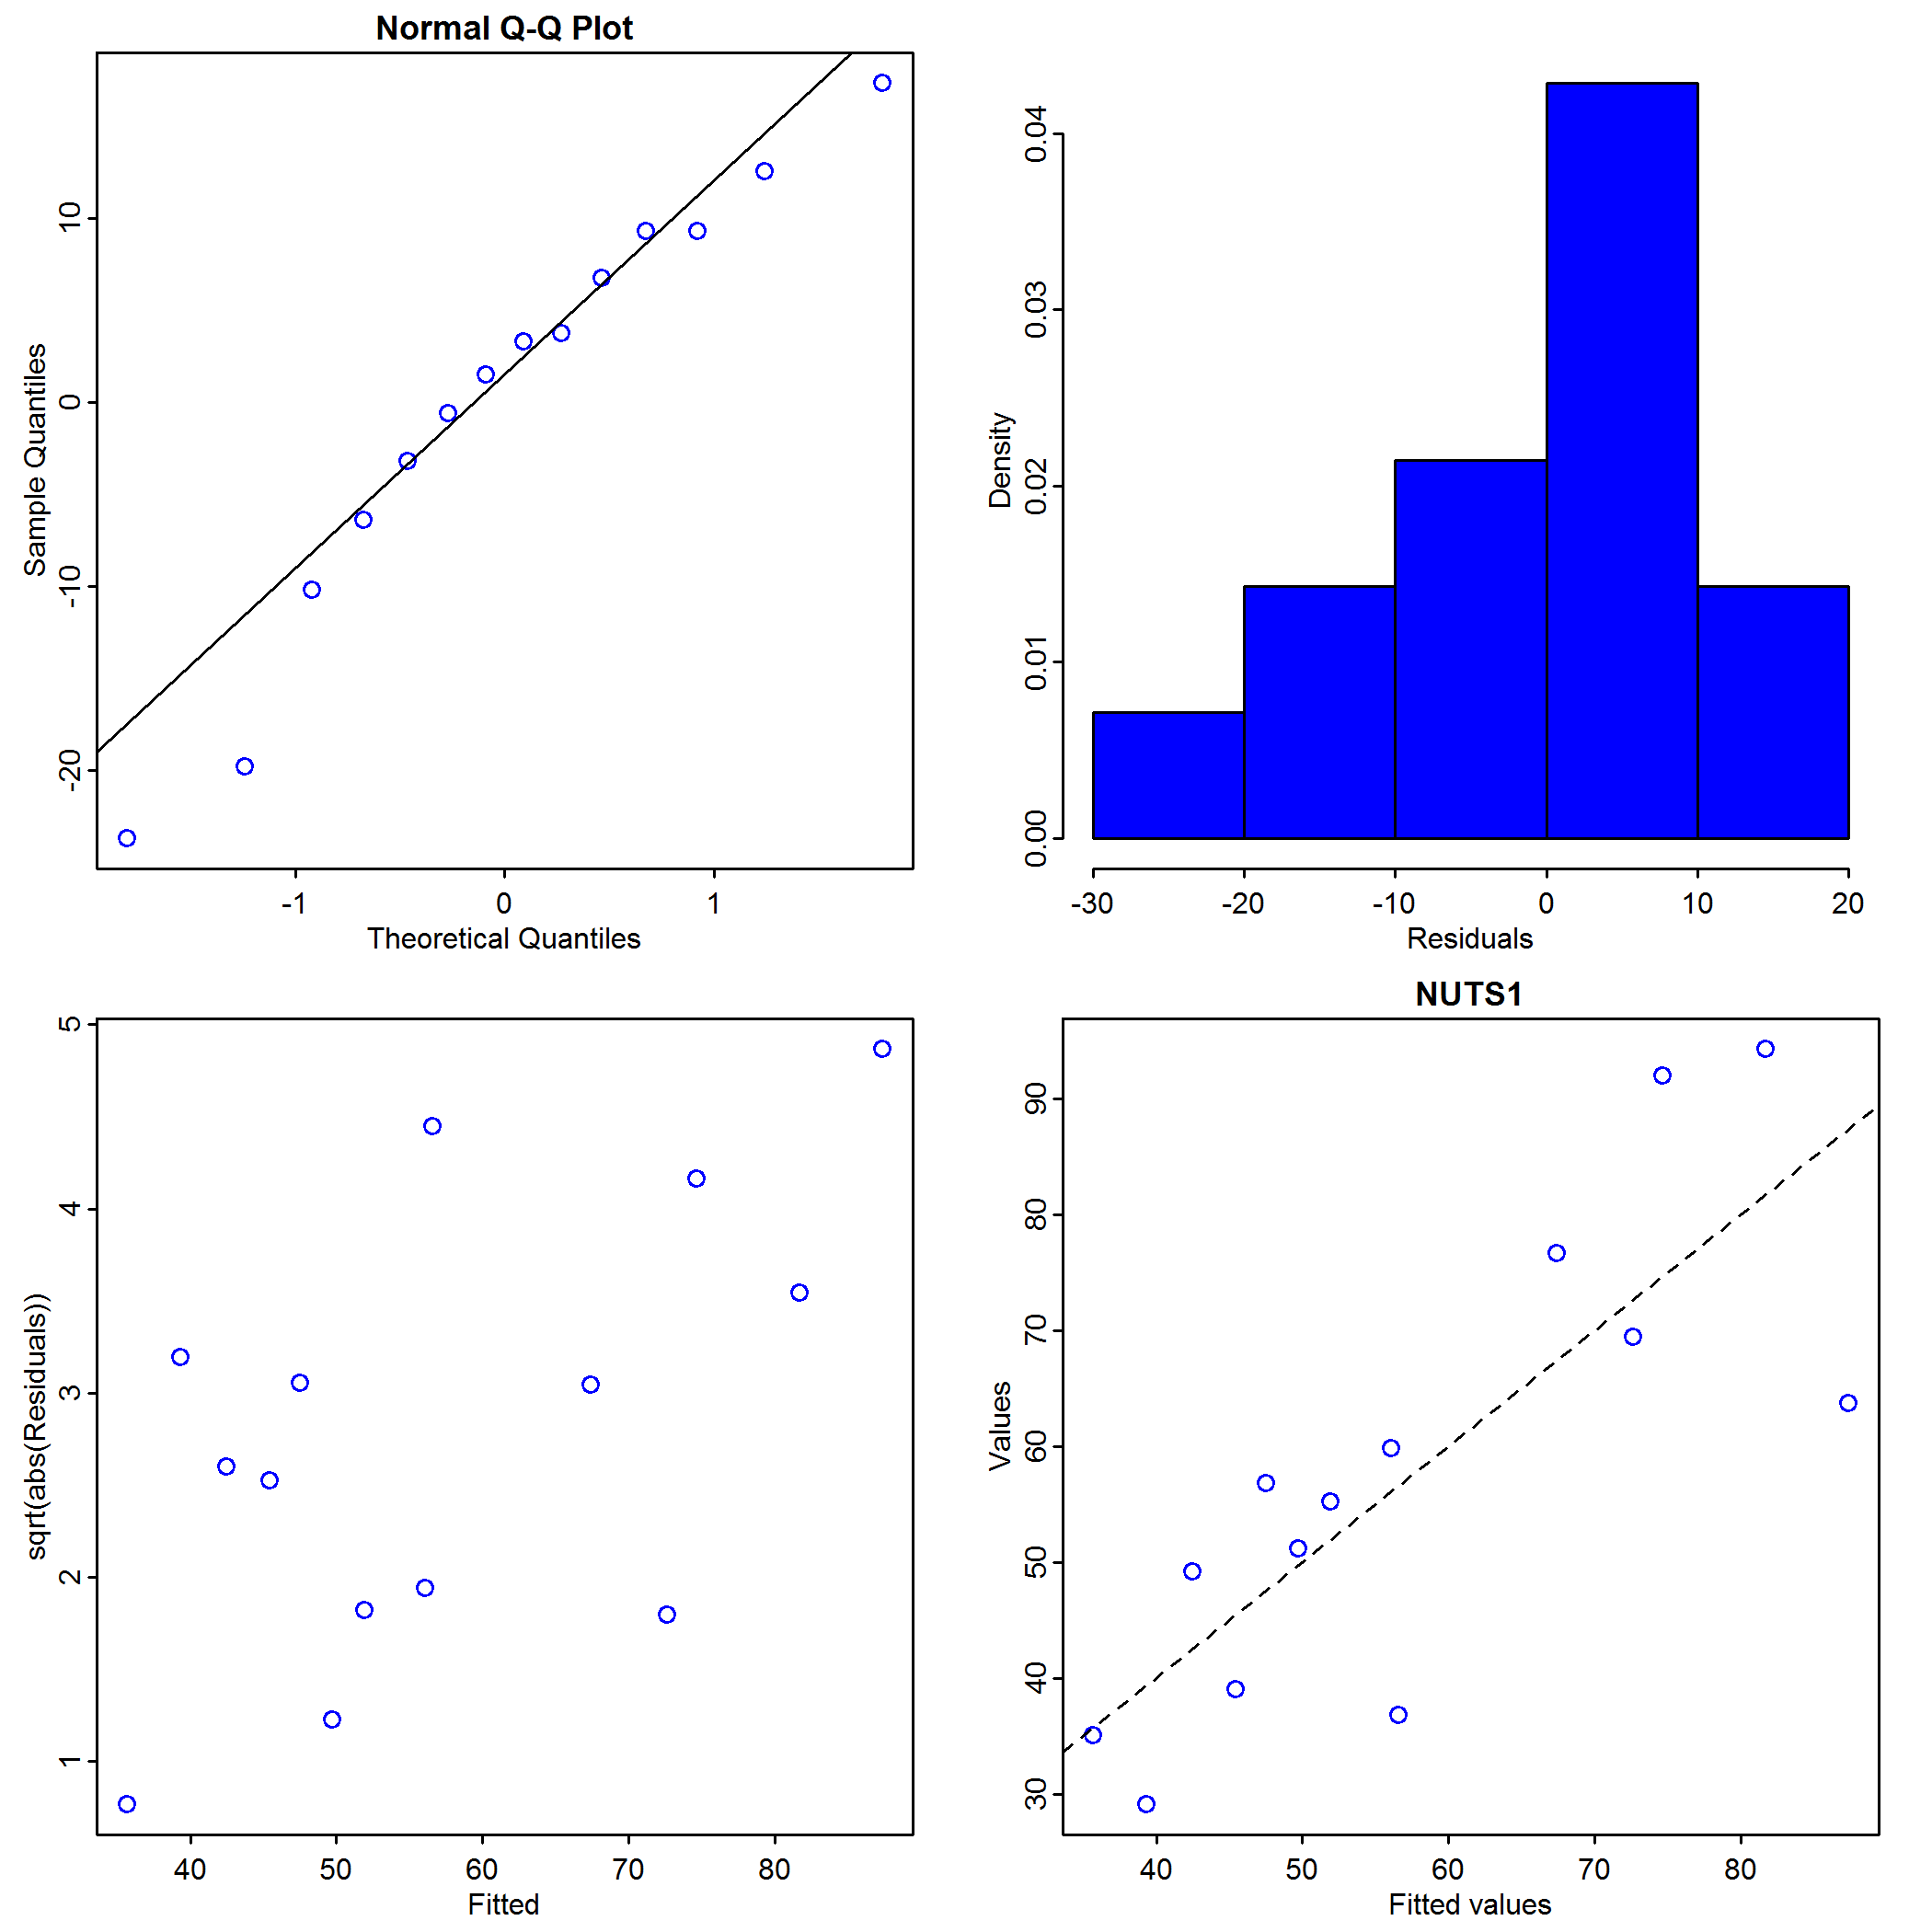 Normal Q-Q Plot
Sample Quantiles
10
0
-10
-20
-1 0 1
Theoretical Quantiles
Density
0.04
0.03
0.02
0.01
0.00
-30 -20 -10 0 10 20
Residuals
sqrt(abs(Residuals))
5
4
3
2
1
40 50 60 70 80
Fitted
NUTS1
Values
90
80
70
60
50
40
30
40 50 60 70 80
Fitted values